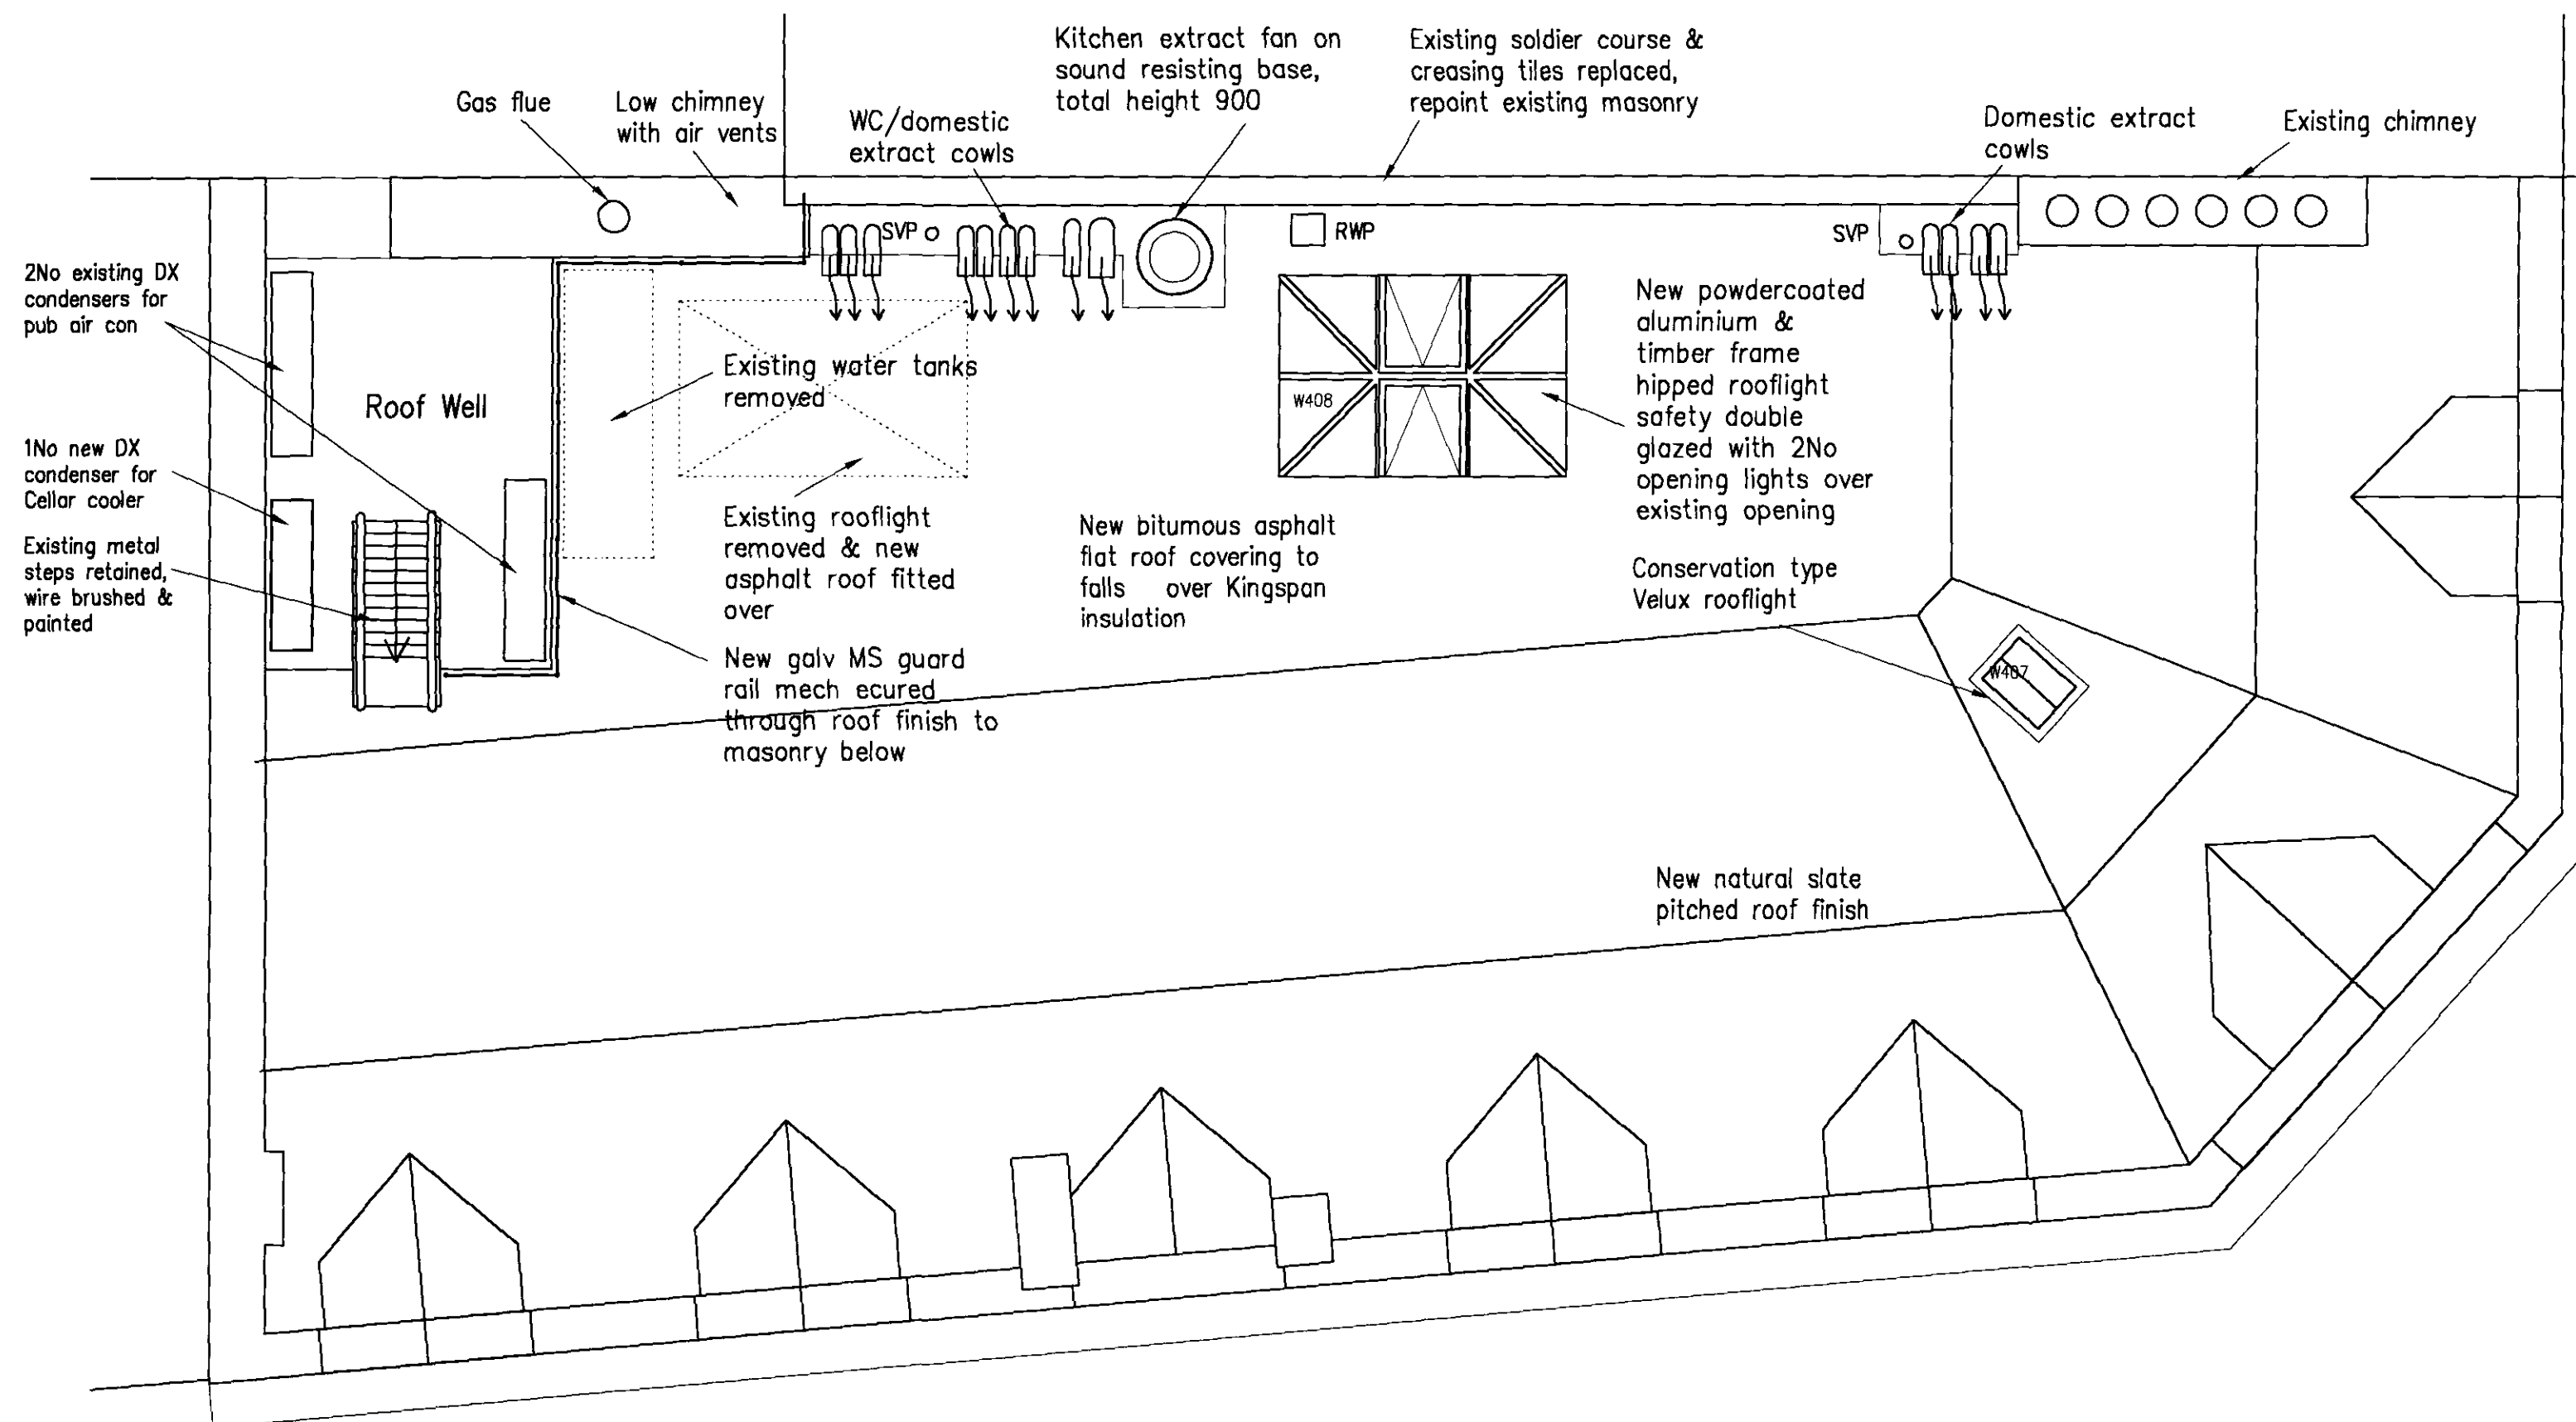 Kitchen extract fan on
sound resisting base,
total height 900
Existing soldier course &
creasing tiles replaced,
repoint existing masonry
Gas flue
Low chimney
with air vents
WC/domestic
extract cowls
Domestic extract
cowls
Existing chimney
SVP
RWP
SVP
2No existing DX
condensers for
pub air con
Roof Well
1No new DX
condenser for
Cellar cooler
Existing metal
steps retained,
wire brushed &
painted
Existing water tanks
removed
Existing rooflight
removed & new
asphalt roof fitted
over
New galv MS guard
rail mech ecured
through roof finish to
masonry below
New bitumous asphalt
flat roof covering to
falls over Kingspan
insulation
W408
New powdercoated
aluminium &
timber frame
hipped rooflight
safety double
glazed with 2No
opening lights over
existing opening
Conservation type
Velux rooflight
W407
New natural slate
pitched roof finish